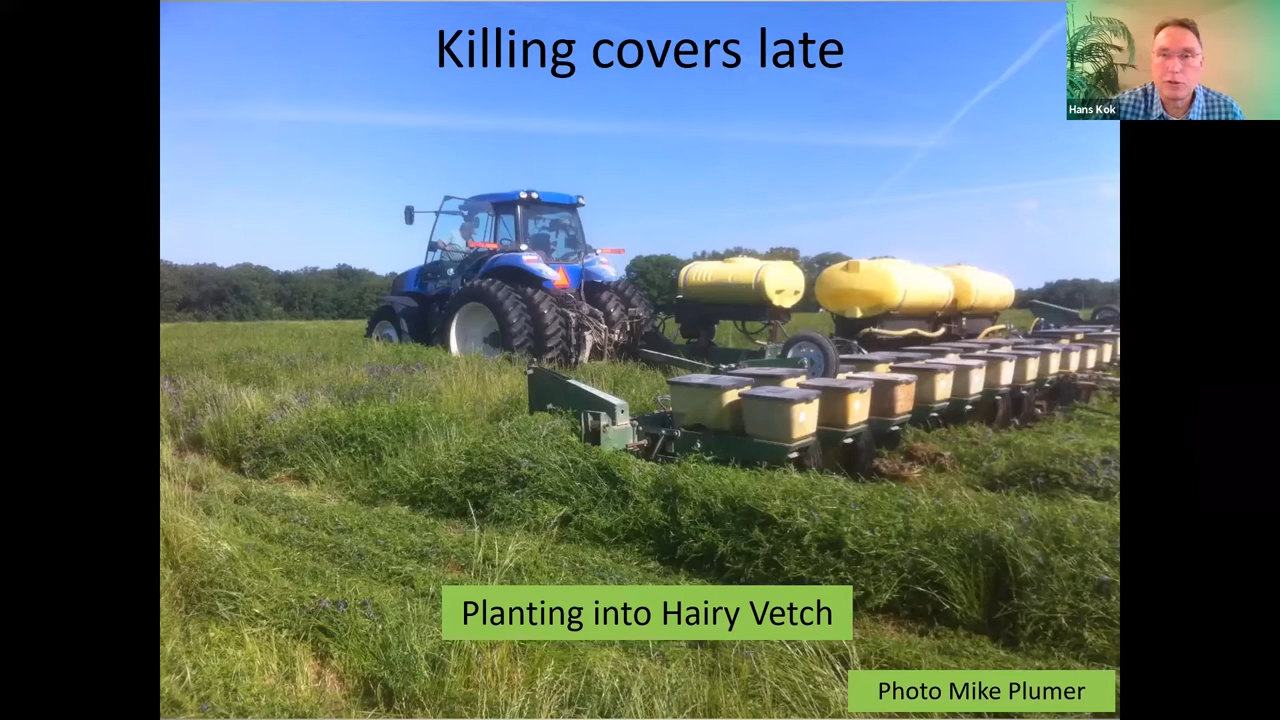 Killing covers late
Hans Kok
Planting into Hairy Vetch
Photo Mike Plumer